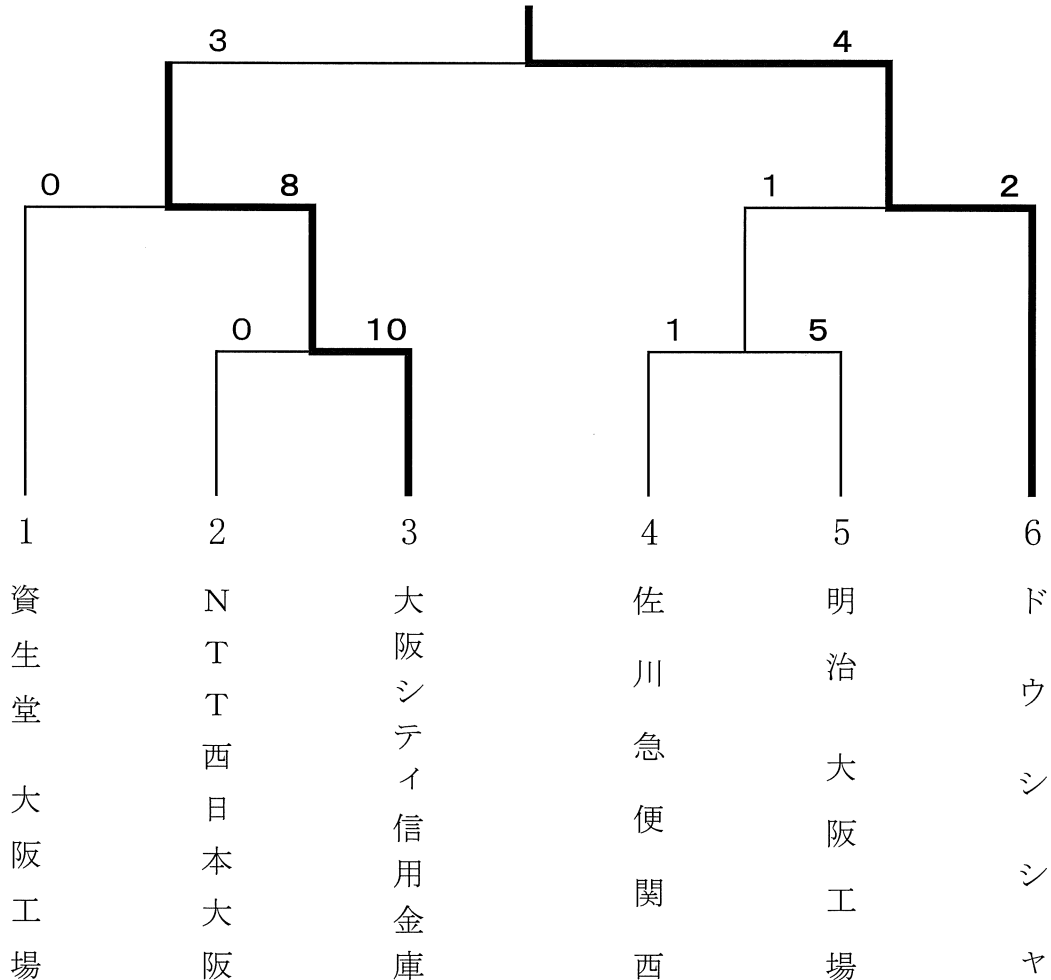 3 4
0 8 1 2
0 10 1 5
1 2 3 4 5 6
資生堂 大阪工場
NTT西日本大阪
大阪シティ信用金庫
佐川急便関西
明治 大阪工場
ドウシシャ